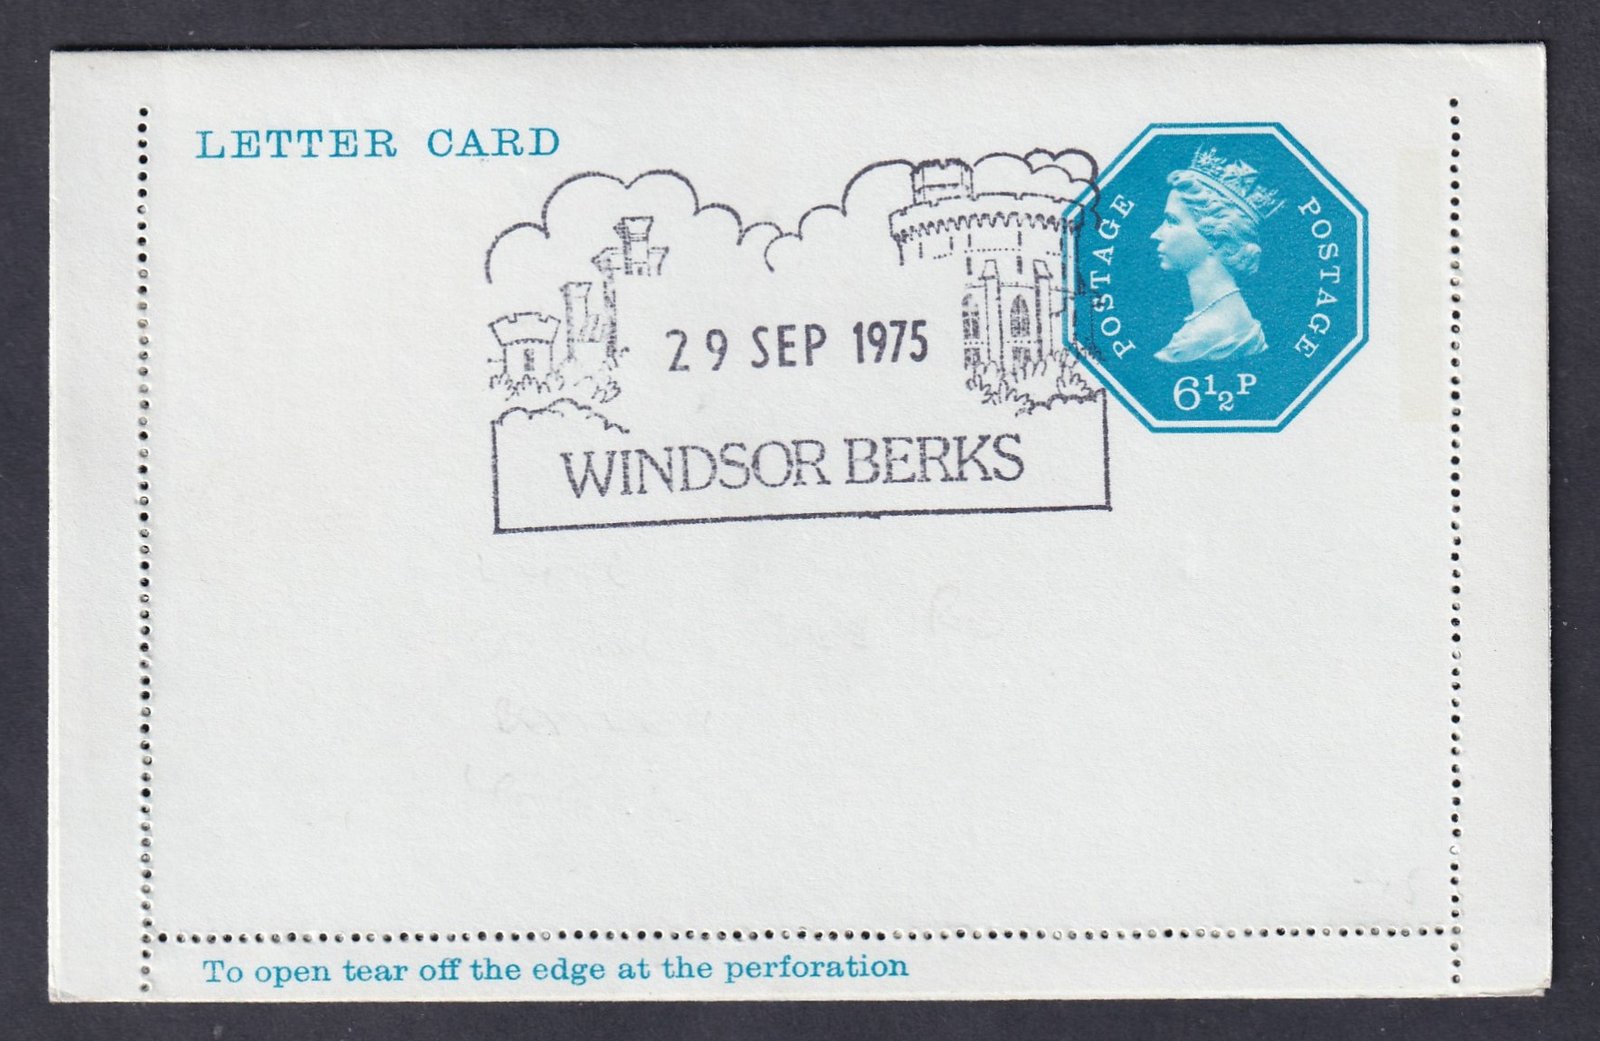 LETTER CARD
POSTAGE
POSTAGE
6½P
29 SEP 1975
WINDSOR BERKS
To open tear off the edge at the perforation